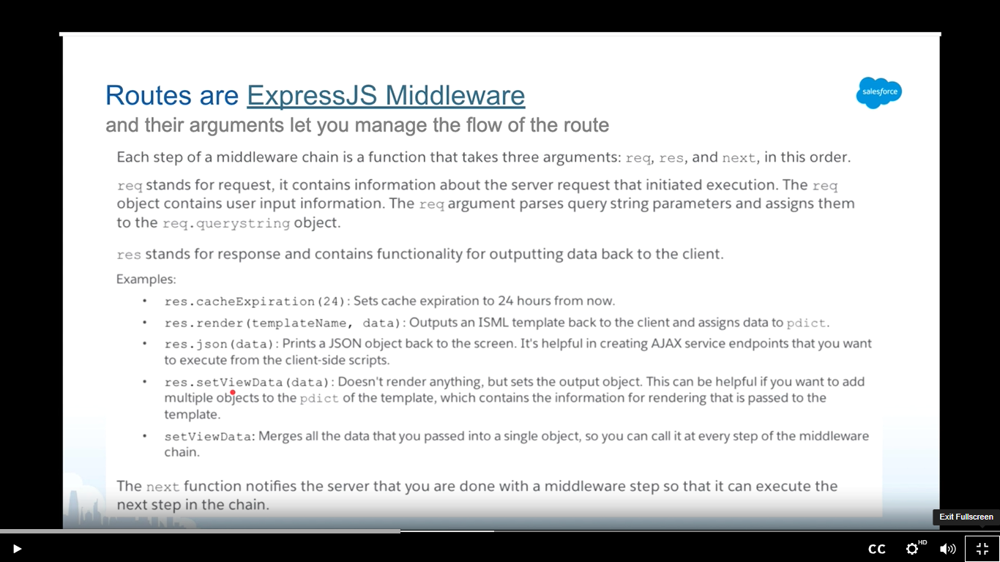 salesforce
Routes are ExpressJS Middleware
and their arguments let you manage the flow of the route
Each step of a middleware chain is a function that takes three arguments: req, res, and next, in this order.
req stands for request, it contains information about the server request that initiated execution. The req
object contains user input information. The req argument parses query string parameters and assigns them
to the req.querystring object.
res stands for response and contains functionality for outputting data back to the client.
Examples:
• res.cacheExpiration(24): Sets cache expiration to 24 hours from now.
• res.render(templateName, data): Outputs an ISML template back to the client and assigns data to pdict.
• res.json(data): Prints a JSON object back to the screen. It's helpful in creating AJAX service endpoints that you want
to execute from the client-side scripts.
• res.setViewData(data): Doesn't render anything, but sets the output object. This can be helpful if you want to add
multiple objects to the pdict of the template, which contains the information for rendering that is passed to the
template.
• setViewData: Merges all the data that you passed into a single object, so you can call it at every step of the middleware
chain.
The next function notifies the server that you are done with a middleware step so that it can execute the
next step in the chain.
Exit Fullscreen
CC HD